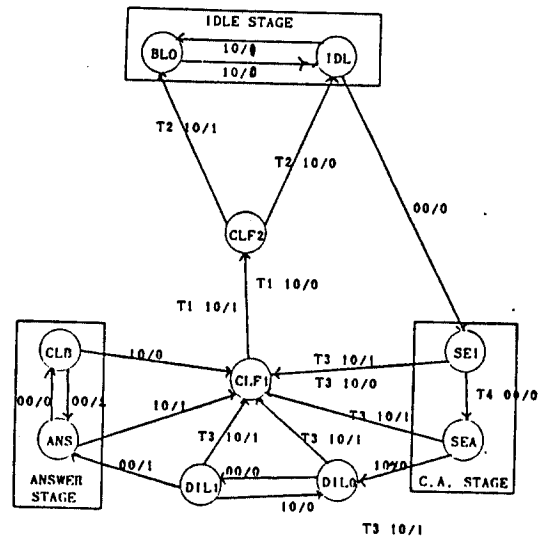 IDLE STAGE
BLO
10/0
IDL
10/0
T2 10/1
T2 10/0
00/0
CLF2
T1 10/0
T1 10/1
CLB
10/0
T3 10/1
SEI
CLF1
T3 10/0
T4 00/0
00/0
00/1
10/1
T3 10/1
ANS
T3 10/1
T3 10/1
SEA
00/1
00/0
10/0
ANSWER
STAGE
DIL1
DIL0
C.A. STAGE
10/0
T3 10/1